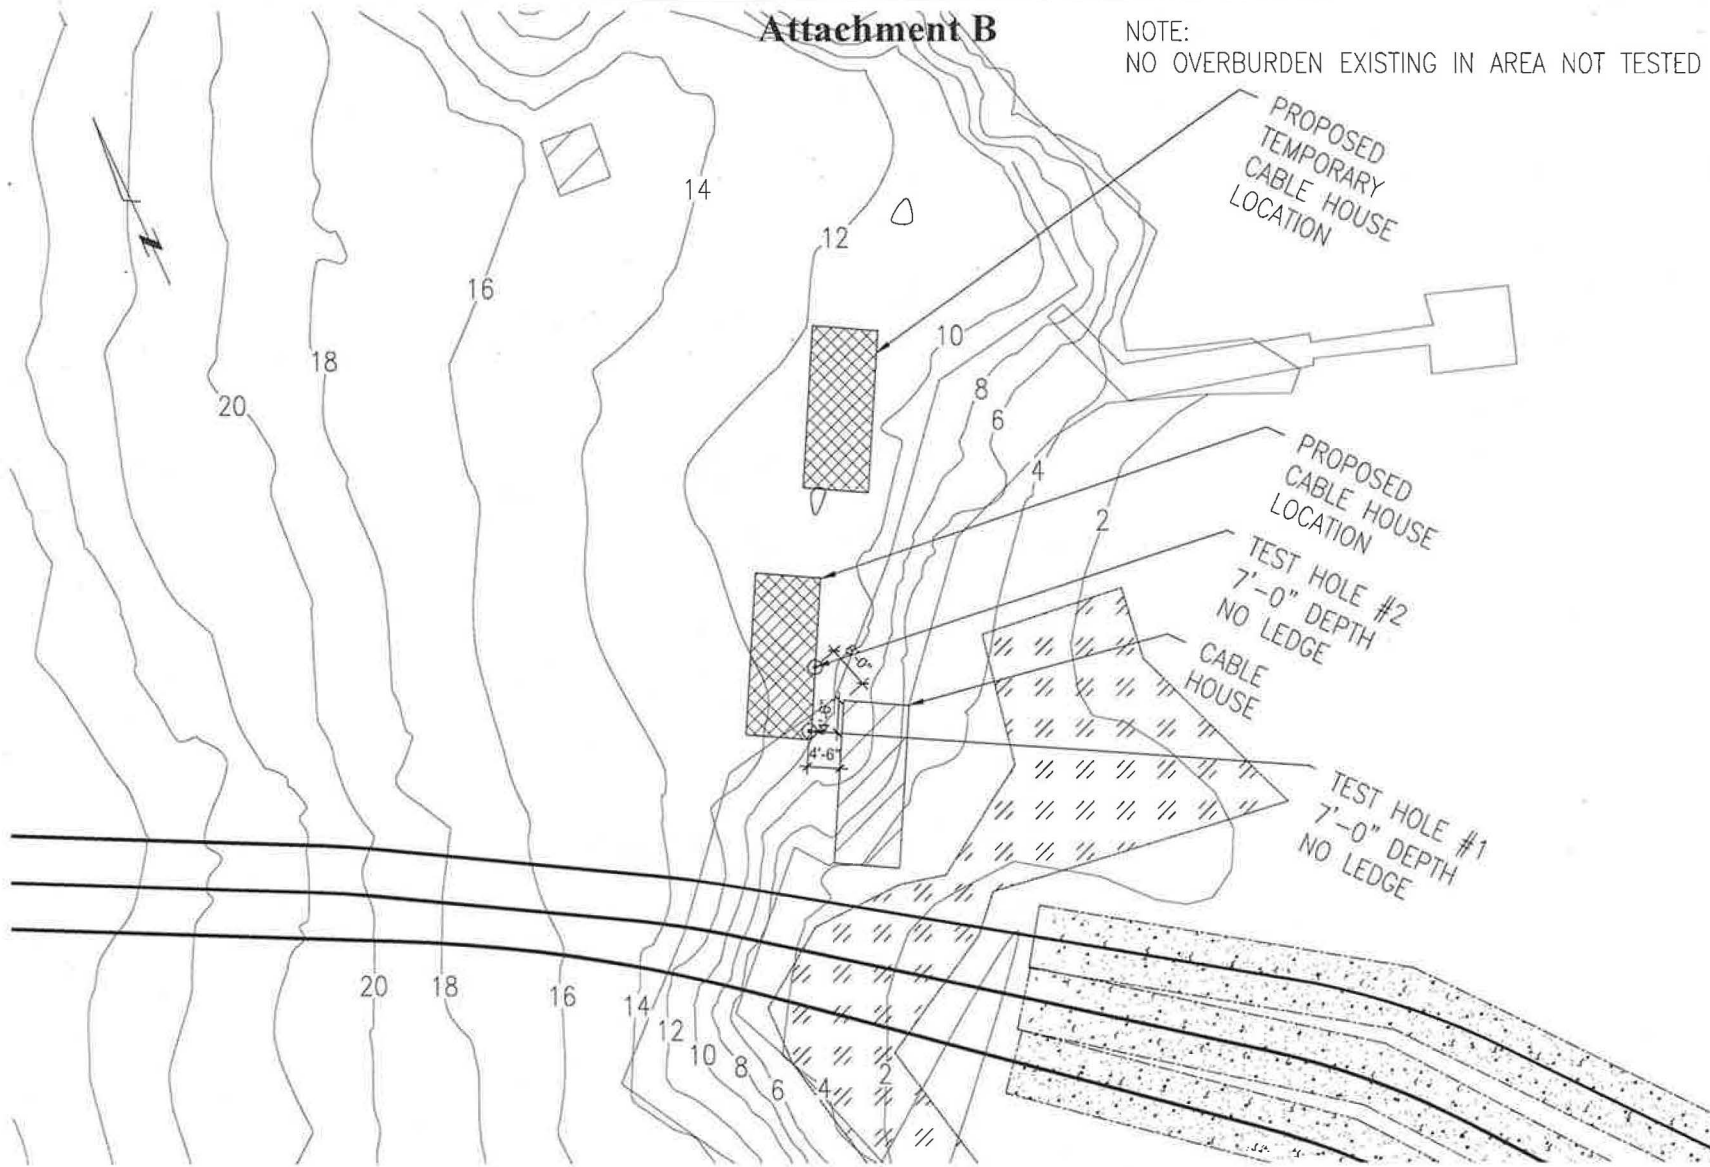 Attachment B
NOTE:
NO OVERBURDEN EXISTING IN AREA NOT TESTED
PROPOSED
TEMPORARY
CABLE HOUSE
LOCATION
14
12
16
10
18
8
20
6
PROPOSED
CABLE HOUSE
LOCATION
4
2
TEST HOLE #2
7'-0" DEPTH
NO LEDGE
CABLE
HOUSE
4'-6"
TEST HOLE #1
7'-0" DEPTH
NO LEDGE
20
18
16
14
12
10
8
6
4
2